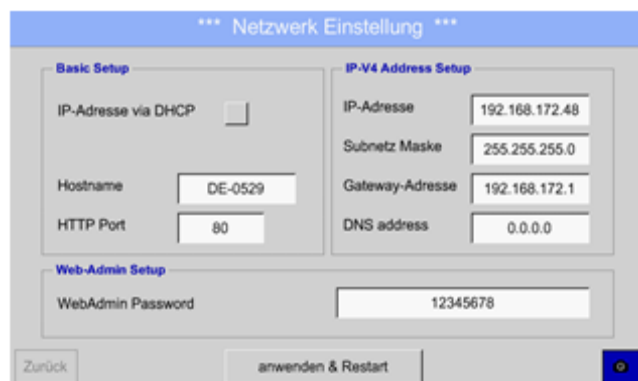 *** Netzwerk Einstellung ***
Basic Setup
IP-Adresse via DHCP
Hostname DE-0529
HTTP Port 80
IP-V4 Address Setup
IP-Adresse 192.168.172.48
Subnetz Maske 255.255.255.0
Gateway-Adresse 192.168.172.1
DNS address 0.0.0.0
Web-Admin Setup
WebAdmin Password 12345678
Zurück
anwenden & Restart